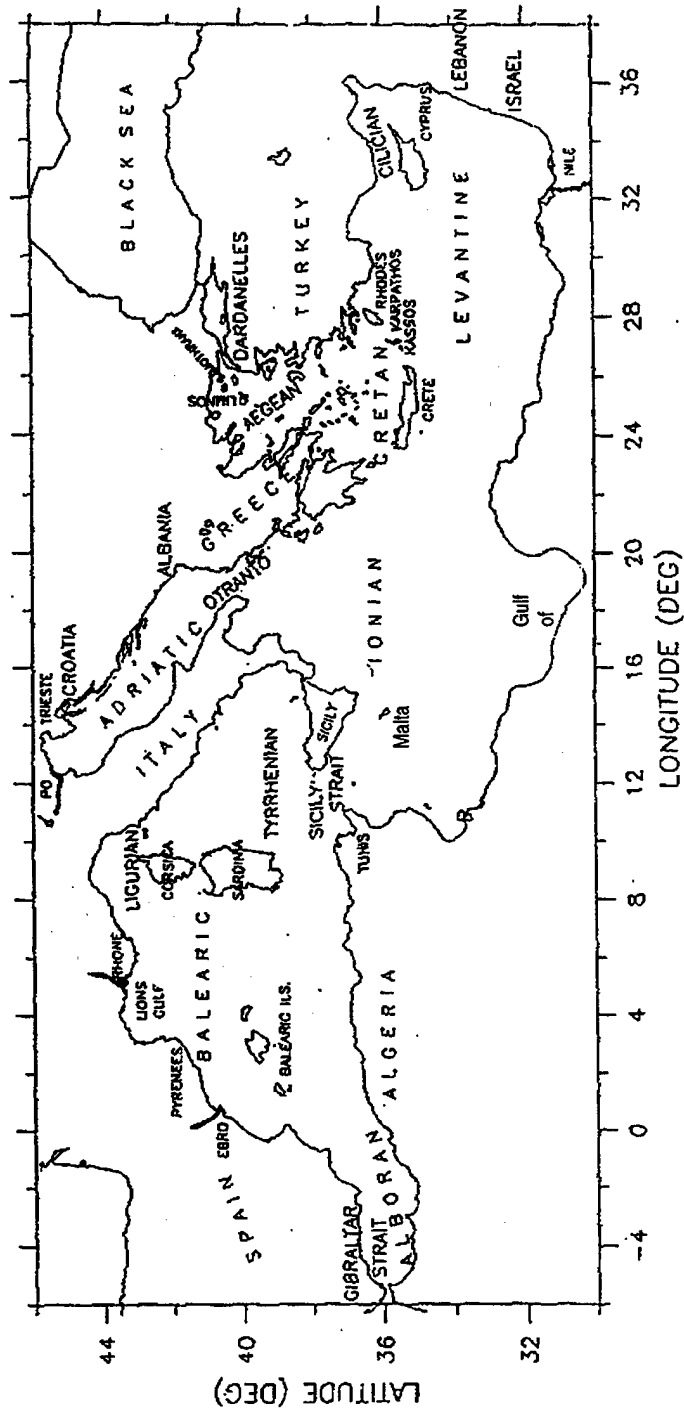 BLACK SEA
TRIESTE
CROATIA
PO
ADRIATIC
ITALY
ALBANIA
OTRANTO
GREECE
LIMNOS
DARDANELLES
AEGEAN
TURKEY
LIGURIAN
CORSICA
SARDINIA
TYRRHENIAN
RHONE
LIONS
GULF
BALEARIC
PYRENEES
EBRO
BALEARIC ILS.
SPAIN
SICILY
STRAIT
SICILY
TUNIS
Malta
IONIAN
CRETAN
CRETE
RHODES
KARPATHOS
KASSOS
CILICIAN
CYPRUS
LEBANON
ISRAEL
LEVANTINE
NILE
Gulf
of
GIBRALTAR
STRAIT
ALBORAN
ALGERIA
44
40
36
32
LATITUDE (DEG)
-4 0 4 8 12 16 20 24 28 32 36
LONGITUDE (DEG)